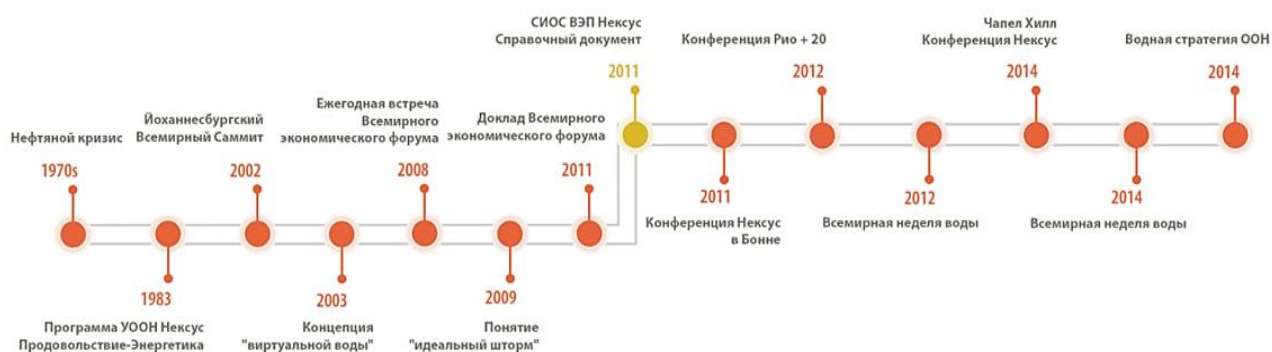 Нефтяной кризис
1970s
1983
Программа УООН Нексус
Продовольствие-Энергетика
Йоханнесбургский
Всемирный Саммит
2002
2003
Концепция
"виртуальной воды"
Ежегодная встреча
Всемирного
экономического форума
2008
2009
Понятие
"идеальный шторм"
Доклад Всемирного
экономического форума
2011
СИОС ВЭП Нексус
Справочный документ
2011
2011
Конференция Нексус
в Бонне
Конференция Рио + 20
2012
2012
Всемирная неделя воды
Чапел Хилл
Конференция Нексус
2014
2014
Всемирная неделя воды
Водная стратегия ООН
2014